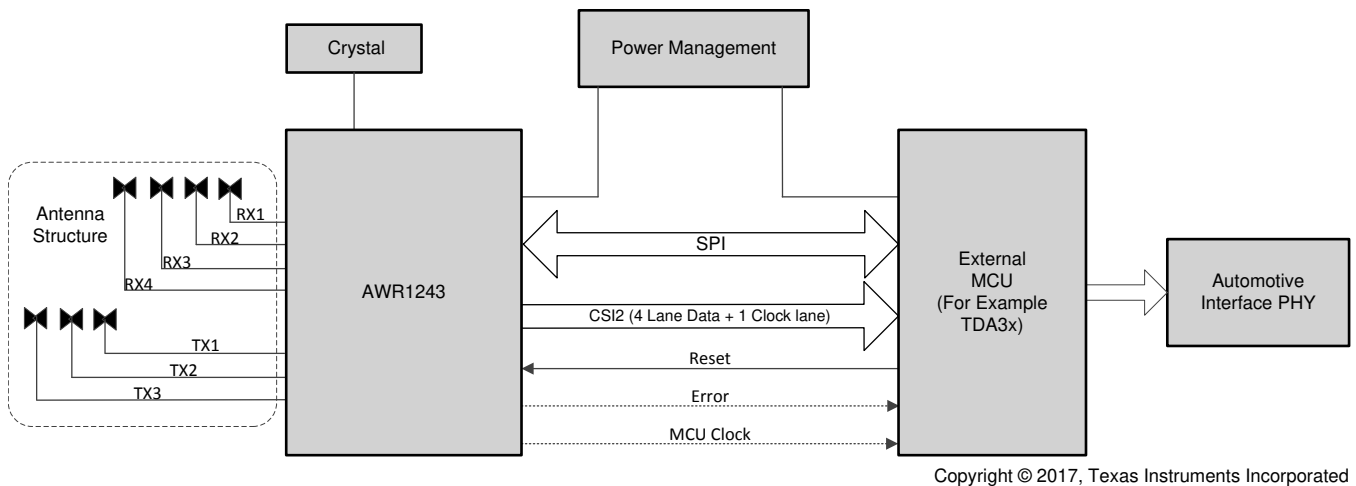 Crystal
Power Management
Antenna
Structure
RX1
RX2
RX3
RX4
TX1
TX2
TX3
AWR1243
SPI
CSI2 (4 Lane Data + 1 Clock lane)
Reset
Error
MCU Clock
External
MCU
(For Example
TDA3x)
Automotive
Interface PHY
Copyright © 2017, Texas Instruments Incorporated